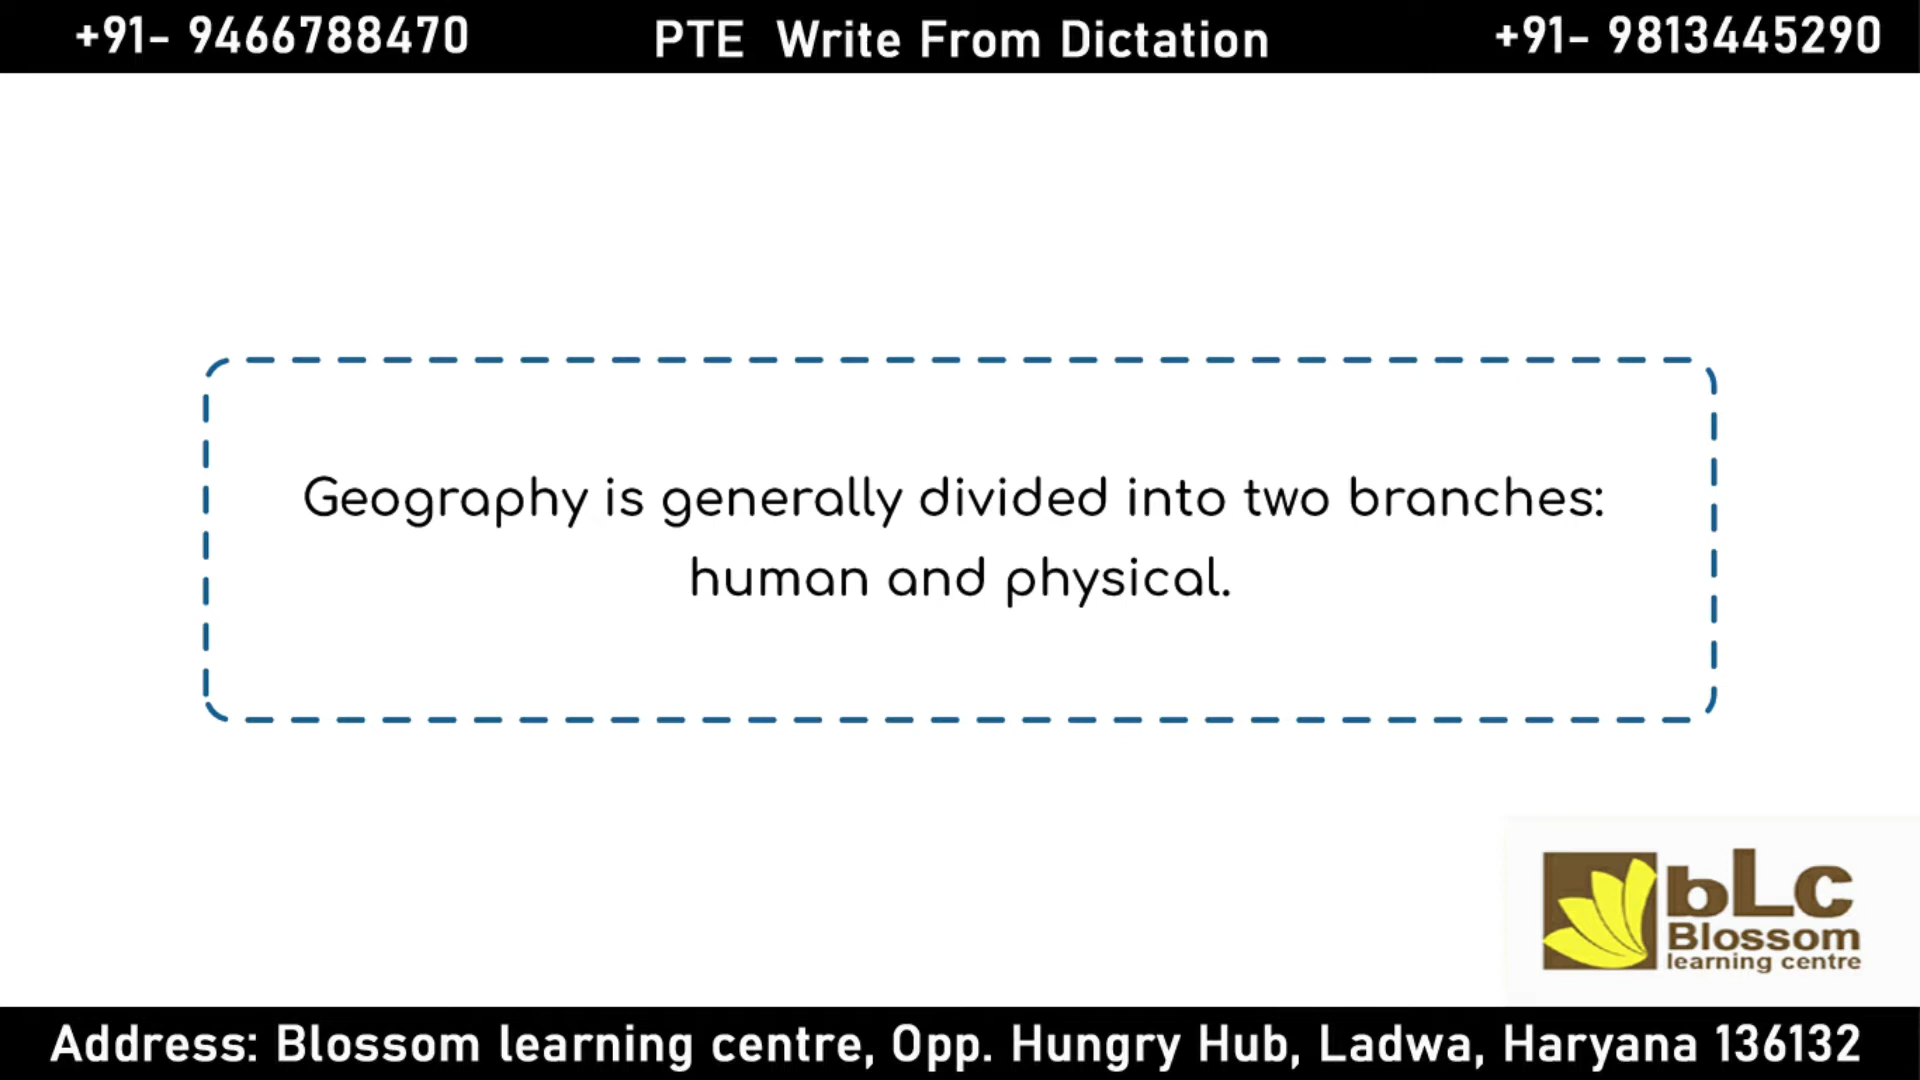 +91- 9466788470 PTE Write From Dictation +91- 9813445290
Geography is generally divided into two branches:
human and physical.
bLc
Blossom
learning centre
Address: Blossom learning centre, Opp. Hungry Hub, Ladwa, Haryana 136132